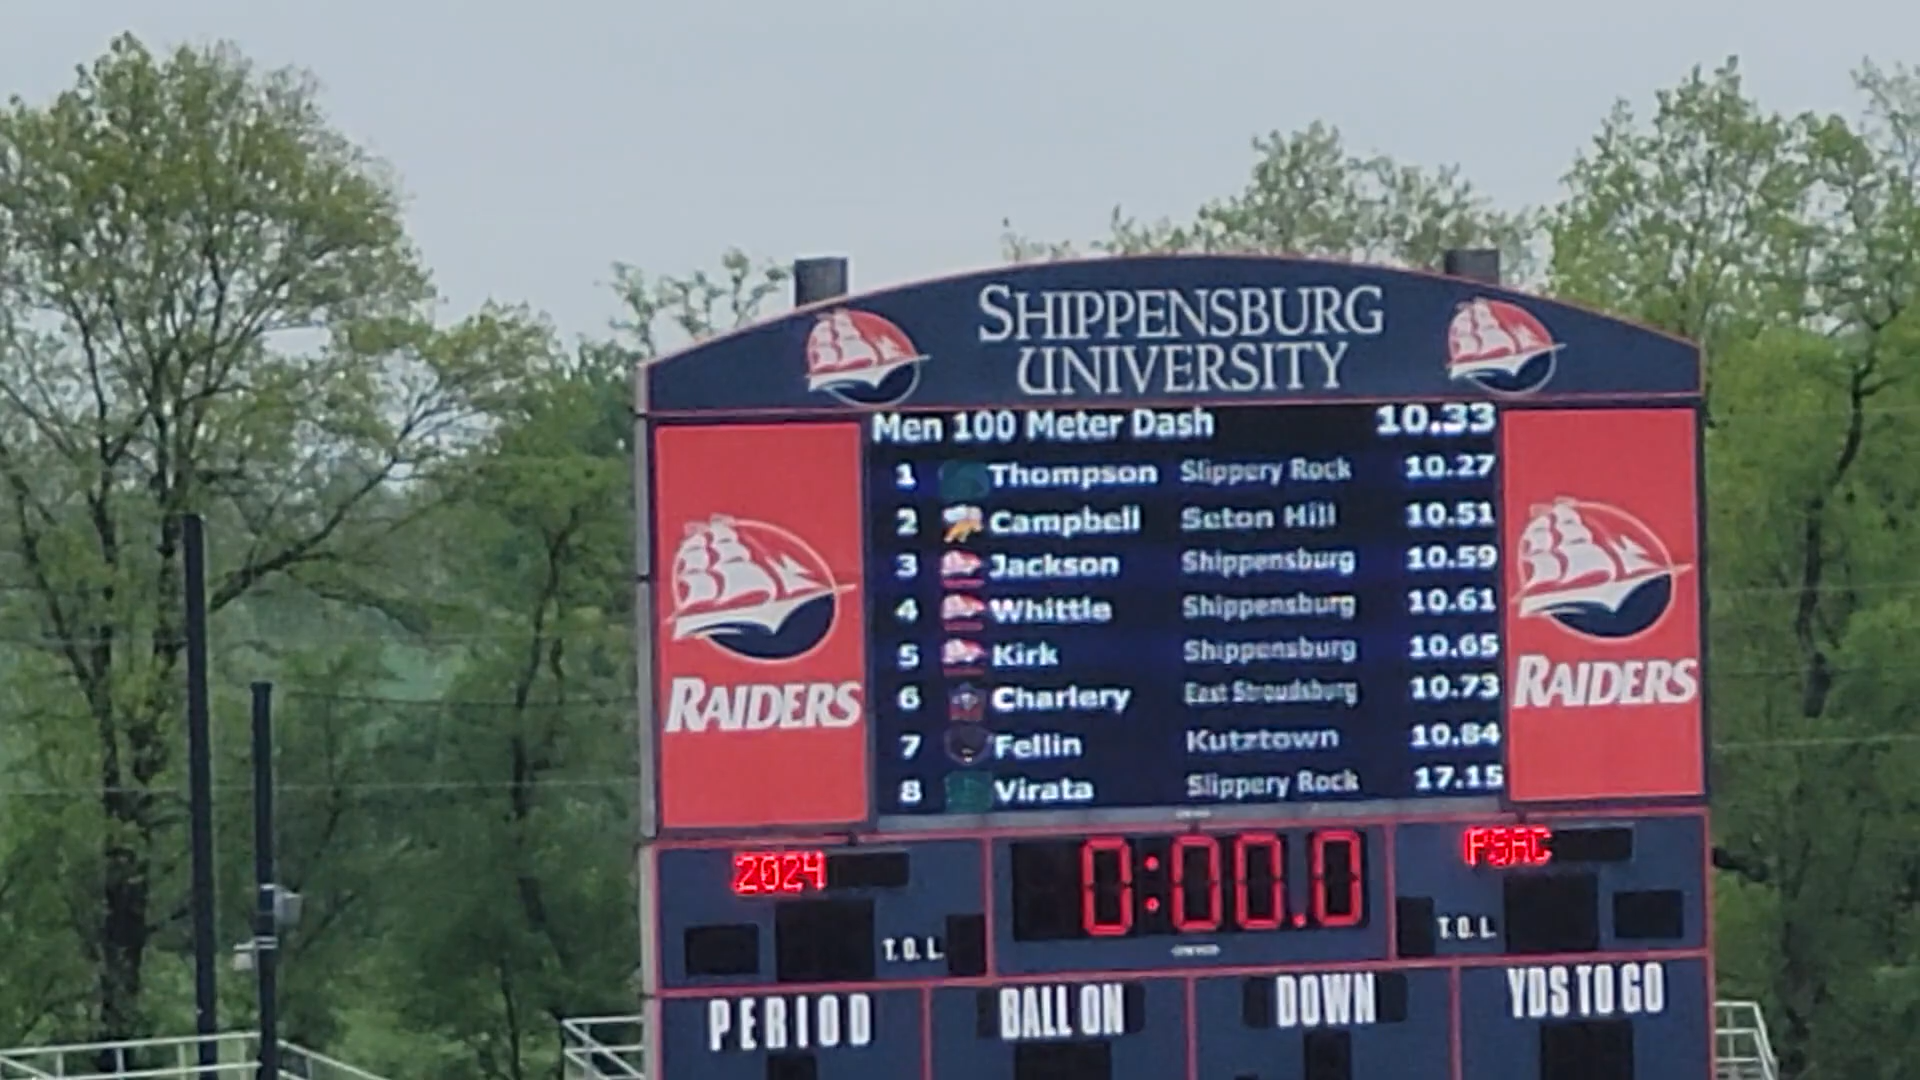 SHIPPENSBURG
UNIVERSITY
Men 100 Meter Dash 10.33
1 Thompson Slippery Rock 10.27
2 Campbell Seton Hill 10.51
3 Jackson Shippensburg 10.59
4 Whittle Shippensburg 10.61
5 Kirk Shippensburg 10.65
6 Charlery East Stroudsburg 10.73
7 Fellin Kutztown 10.84
8 Virata Slippery Rock 17.15
RAIDERS
RAIDERS
2024 0:00.0 PSAC
T.O.L. T.O.L.
PERIOD BALL ON DOWN YDS TO GO